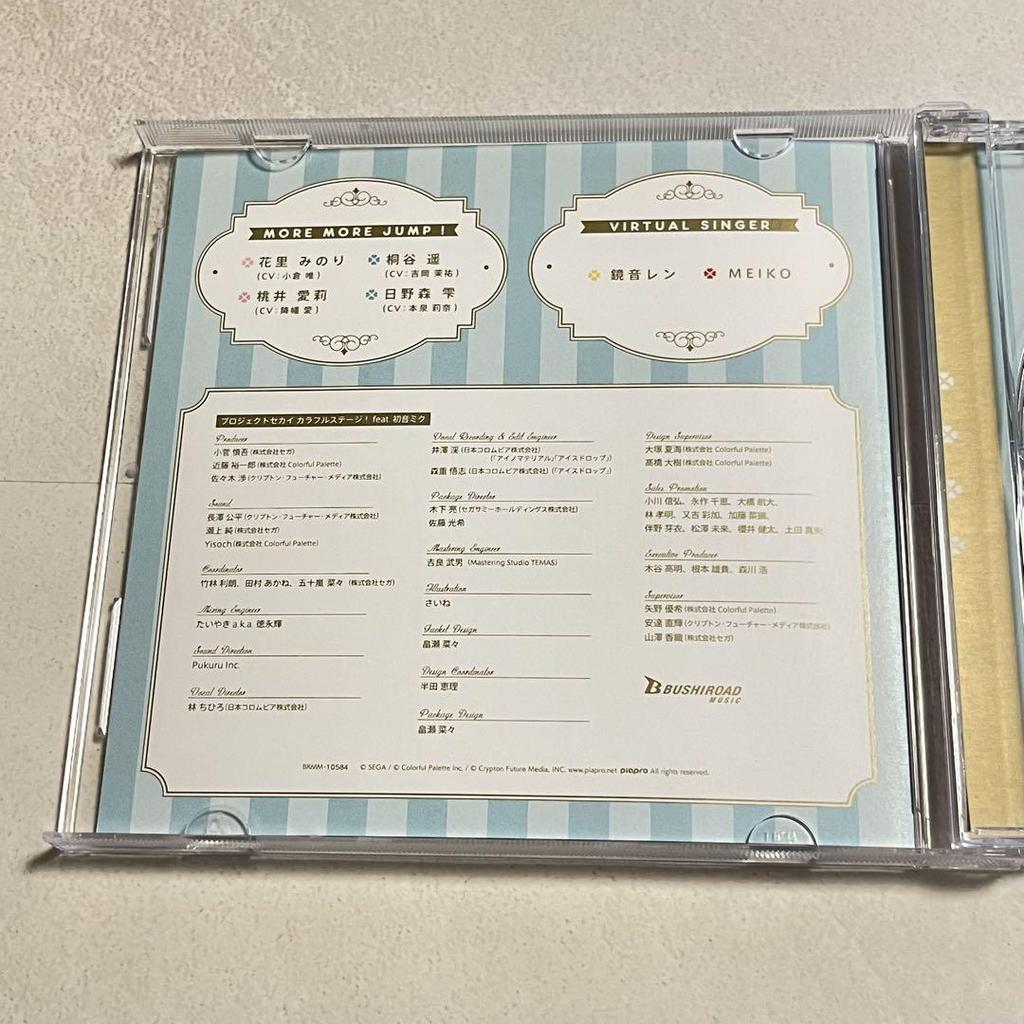 MORE MORE JUMP!
花里 みのり
(CV:小倉 唯)
桐谷 遥
(CV:吉岡 茉祐)
桃井 愛莉
(CV:降幡 愛)
日野森 雫
(CV:本泉 莉奈)
VIRTUAL SINGER
鏡音レン
MEIKO
プロジェクトセカイ カラフルステージ! feat. 初音ミク
Producer
小菅 慎吾(株式会社セガ)
近藤 裕一郎(株式会社 Colorful Palette)
佐々木 渉(クリプトン・フューチャー・メディア株式会社)
Sound
長澤 公平(クリプトン・フューチャー・メディア株式会社)
瀬上 純(株式会社セガ)
Yisoch(株式会社 Colorful Palette)
Coordinator
竹林 利朗、田村 あかね、五十嵐 菜々 (株式会社セガ)
Mixing Engineer
たいやき a.k.a. 徳永輝
Sound Direction
Pukuru Inc.
Vocal Director
林 ちひろ(日本コロムビア株式会社)
Vocal Recording & Edit Engineer
井澤 渓(日本コロムビア株式会社)
(「アイノマテリアル」「アイスドロップ」)
森重 悟志(日本コロムビア株式会社)(「アイスドロップ」)
Package Director
木下 亮(セガサミーホールディングス株式会社)
佐藤 光希
Mastering Engineer
吉良 武男 (Mastering Studio TEMAS)
Illustration
さいね
Jacket Design
畠瀬 菜々
Design Coordinator
半田 恵理
Package Design
畠瀬 菜々
Design Supervisor
大塚 夏海(株式会社 Colorful Palette)
髙橋 大樹(株式会社 Colorful Palette)
Sales Promotion
小川 信弘、永作 千恵、大橋 航大、
林 孝明、又吉 彩加、加藤 菜摘、
伴野 芽衣、松澤 未来、櫻井 健太、土田 真央
Executive Producer
木谷 高明、根本 雄貴、森川 浩
Supervisor
矢野 優希(株式会社 Colorful Palette)
安達 直輝(クリプトン・フューチャー・メディア株式会社)
山澤 香織(株式会社セガ)
BUSHIROAD
MUSIC
BRMM-10584 © SEGA / © Colorful Palette Inc. / © Crypton Future Media, INC. www.piapro.net piapro All rights reserved.